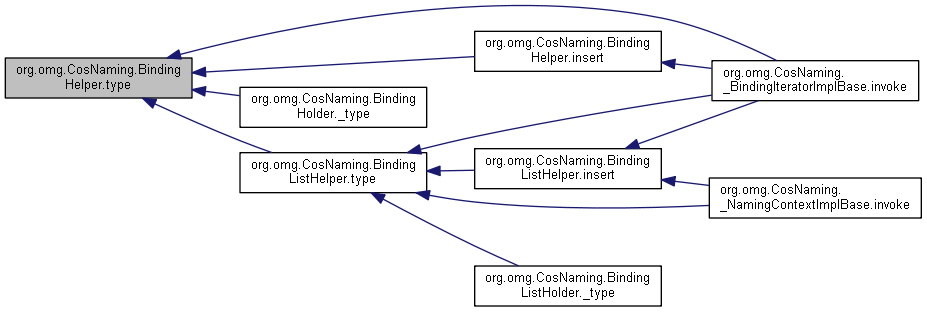 org.omg.CosNaming.Binding
Helper.type
org.omg.CosNaming.Binding
Helper.insert
org.omg.CosNaming.
_BindingIteratorImplBase.invoke
org.omg.CosNaming.Binding
Holder._type
org.omg.CosNaming.Binding
ListHelper.type
org.omg.CosNaming.Binding
ListHelper.insert
org.omg.CosNaming.
_NamingContextImplBase.invoke
org.omg.CosNaming.Binding
ListHolder._type